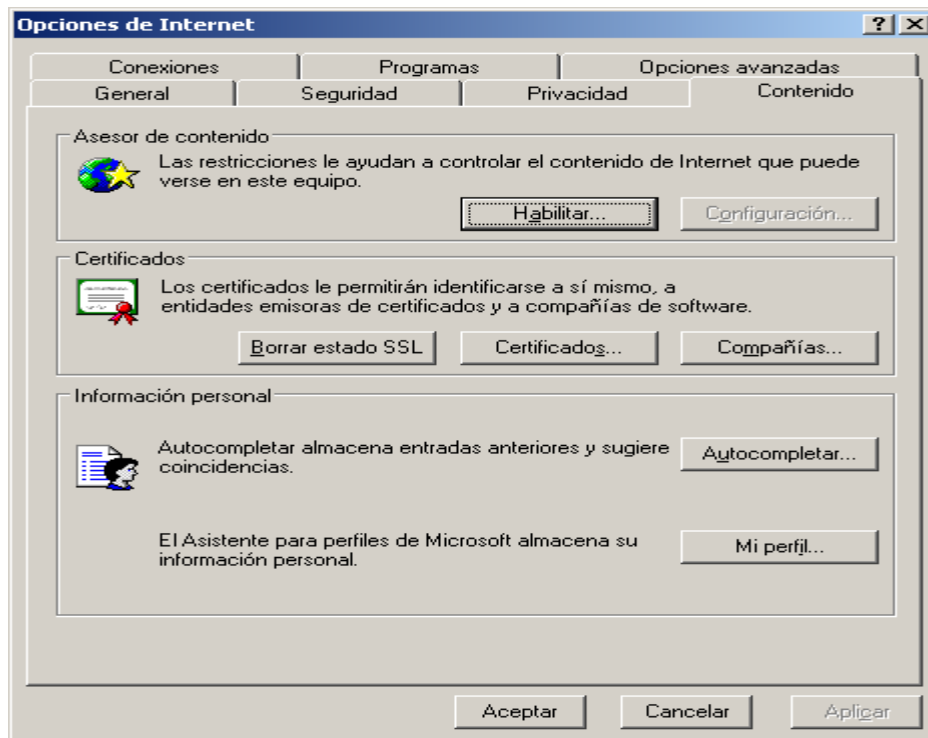 Opciones de Internet
Conexiones Programas Opciones avanzadas
General Seguridad Privacidad Contenido
Asesor de contenido
Las restricciones le ayudan a controlar el contenido de Internet que puede
verse en este equipo.
Habilitar... Configuración...
Certificados
Los certificados le permitirán identificarse a sí mismo, a
entidades emisoras de certificados y a compañías de software.
Borrar estado SSL Certificados... Compañías...
Información personal
Autocompletar almacena entradas anteriores y sugiere
coincidencias.
Autocompletar...
El Asistente para perfiles de Microsoft almacena su
información personal.
Mi perfil...
Aceptar Cancelar Aplicar